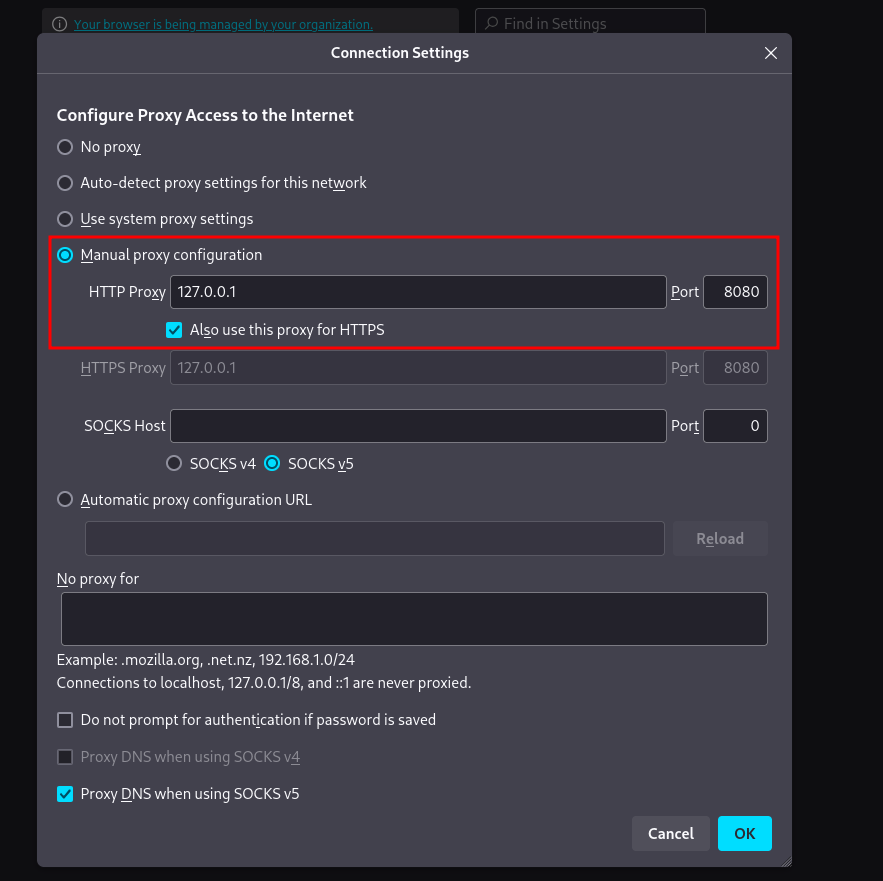 Your browser is being managed by your organization.
Find in Settings
Connection Settings
Configure Proxy Access to the Internet
No proxy
Auto-detect proxy settings for this network
Use system proxy settings
Manual proxy configuration
HTTP Proxy 127.0.0.1 Port 8080
Also use this proxy for HTTPS
HTTPS Proxy 127.0.0.1 Port 8080
SOCKS Host Port 0
SOCKS v4 SOCKS v5
Automatic proxy configuration URL
Reload
No proxy for
Example: .mozilla.org, .net.nz, 192.168.1.0/24
Connections to localhost, 127.0.0.1/8, and ::1 are never proxied.
Do not prompt for authentication if password is saved
Proxy DNS when using SOCKS v4
Proxy DNS when using SOCKS v5
Cancel OK